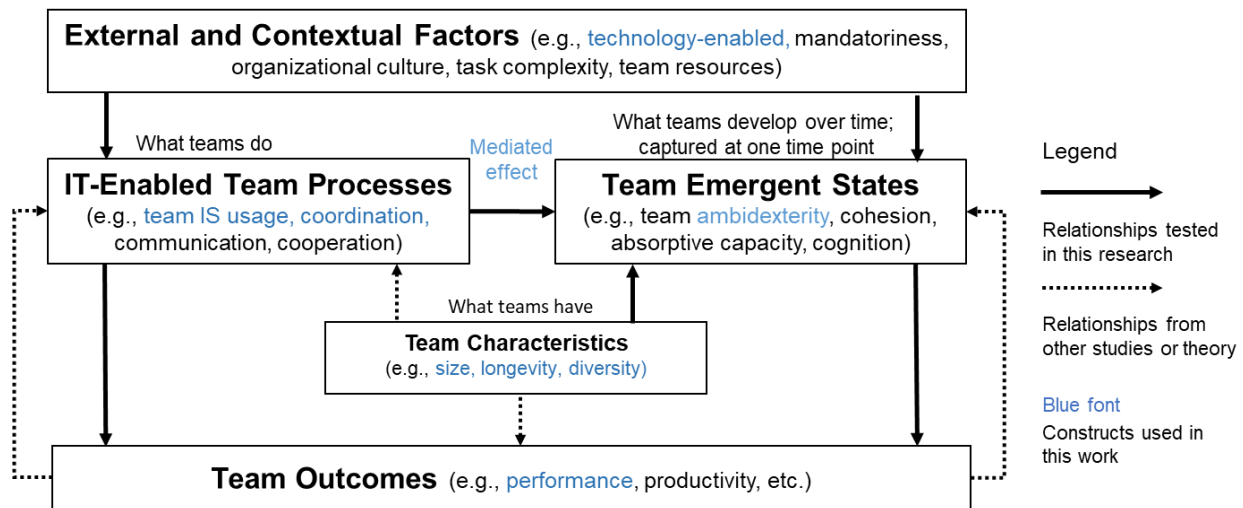 External and Contextual Factors (e.g., technology-enabled, mandatoriness,
organizational culture, task complexity, team resources)
What teams do
Mediated
effect
What teams develop over time;
captured at one time point
IT-Enabled Team Processes
(e.g., team IS usage, coordination,
communication, cooperation)
Team Emergent States
(e.g., team ambidexterity, cohesion,
absorptive capacity, cognition)
What teams have
Team Characteristics
(e.g., size, longevity, diversity)
Team Outcomes (e.g., performance, productivity, etc.)
Legend
Relationships tested
in this research
Relationships from
other studies or theory
Blue font
Constructs used in
this work